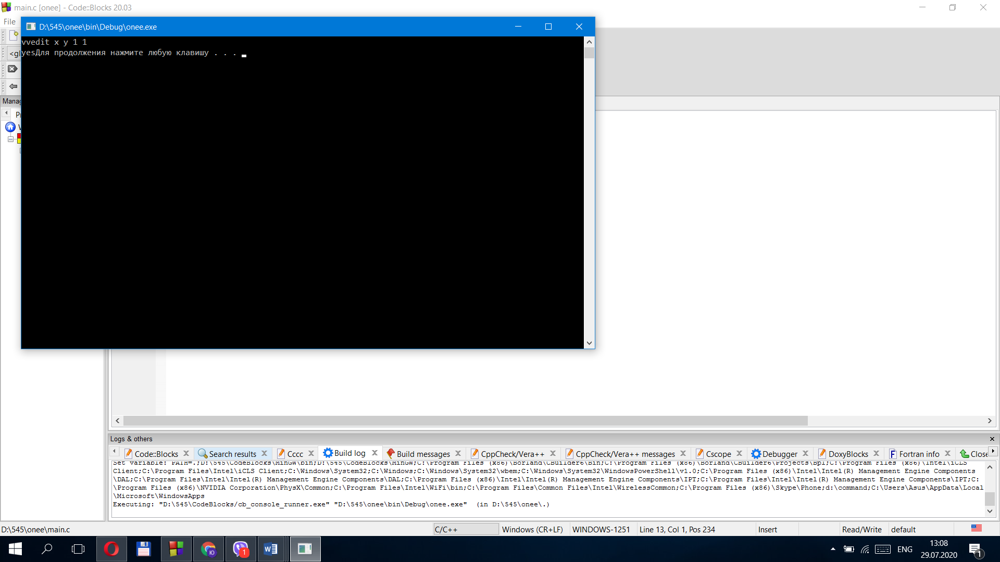 main.c [onee] - Code::Blocks 20.03
File
D:\545\onee\bin\Debug\onee.exe
vvedit x y 1 1
yesДля продолжения нажмите любую клавишу . . .
<gl
Manag
Logs & others
Code::Blocks Search results Cccc Build log Build messages CppCheck/Vera++ CppCheck/Vera++ messages Cscope Debugger DoxyBlocks Fortran info Close
Set variable: PATH=.;D:\545\CodeBlocks\MinGW\bin;D:\545\CodeBlocks\MinGW;C:\Program Files (x86)\Borland\CBuilder6\Bin;C:\Program Files (x86)\Borland\CBuilder6\Projects\Bpl;C:\Program Files (x86)\Intel\iCLS
Client;C:\Program Files\Intel\iCLS Client;C:\Windows\System32;C:\Windows;C:\Windows\System32\wbem;C:\Windows\System32\WindowsPowerShell\v1.0;C:\Program Files (x86)\Intel\Intel(R) Management Engine Components
\DAL;C:\Program Files\Intel\Intel(R) Management Engine Components\DAL;C:\Program Files (x86)\Intel\Intel(R) Management Engine Components\IPT;C:\Program Files\Intel\Intel(R) Management Engine Components\IPT;C:
\Program Files (x86)\NVIDIA Corporation\PhysX\Common;C:\Program Files\Intel\WiFi\bin;C:\Program Files\Common Files\Intel\WirelessCommon;C:\Program Files (x86)\Skype\Phone;d:\command;C:\Users\Asus\AppData\Local
\Microsoft\WindowsApps
Executing: "D:\545\CodeBlocks/cb_console_runner.exe" "D:\545\onee\bin\Debug\onee.exe" (in D:\545\onee\.)
D:\545\onee\main.c C/C++ Windows (CR+LF) WINDOWS-1251 Line 13, Col 1, Pos 234 Insert Read/Write default
1 ENG 13:08 1
29.07.2020